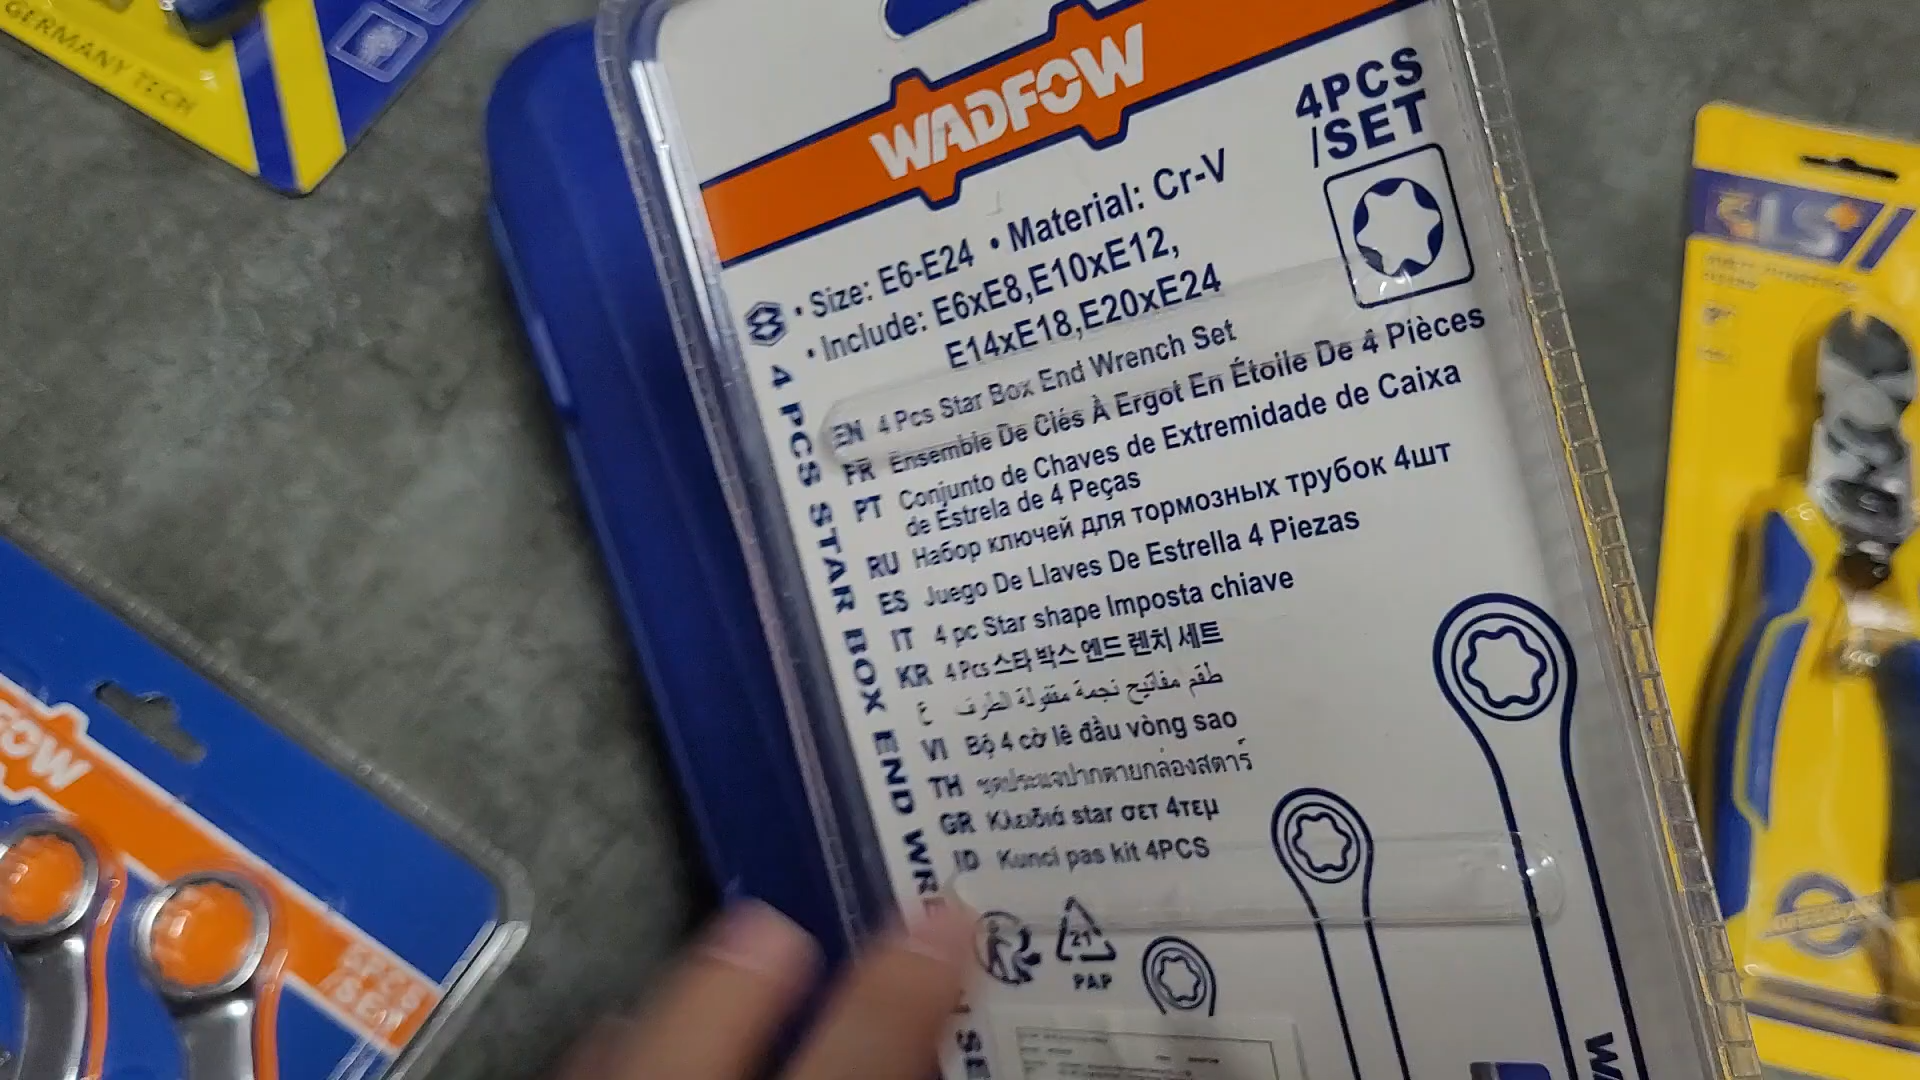 GERMANY TECH
WADFOW
4PCS
/SET
• Size: E6-E24 • Material: Cr-V
• Include: E6xE8,E10xE12,
E14xE18,E20xE24
EN 4 Pcs Star Box End Wrench Set
FR Ensemble De Clés À Ergot En Étoile De 4 Pièces
PT Conjunto de Chaves de Extremidade de Caixa
de Estrela de 4 Peças
RU Набор ключей для тормозных трубок 4шт
ES Juego De Llaves De Estrella 4 Piezas
IT 4 pc Star shape Imposta chiave
KR 4 Pcs 스타 박스 엔드 렌치 세트
ع طقم مفاتيح نجمة مقفولة الطرف
VI Bộ 4 cờ lê đầu vòng sao
TH ชุดประแจปากตายกล่องสตาร์
GR Κλειδιά star σετ 4τεμ
ID Kunci pas kit 4PCS
21
PAP
4 PCS STAR BOX END WRE
SE
LS+
FOW
/SET